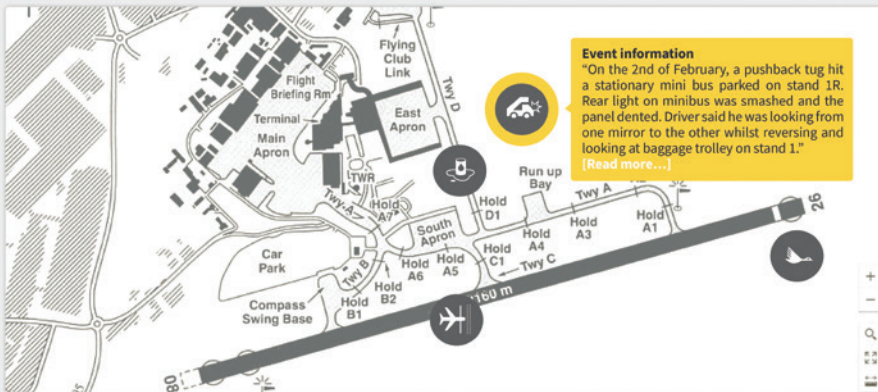 Flying
Club
Link
Flight
Briefing Rm
Terminal
Main
Apron
East
Apron
Twy D
TWR
Twy A
Hold
A7
South
Apron
Hold
D1
Run up
Bay
Twy A
Hold
A4
Hold
A3
Hold
A1
26
Car
Park
Twy B
Hold
A6
Hold
A5
Hold
C1
Twy C
Hold
B2
Hold
B1
Compass
Swing Base
160 m
08
Event information
“On the 2nd of February, a pushback tug hit
a stationary mini bus parked on stand 1R.
Rear light on minibus was smashed and the
panel dented. Driver said he was looking from
one mirror to the other whilst reversing and
looking at baggage trolley on stand 1.”
[Read more...]
+
−